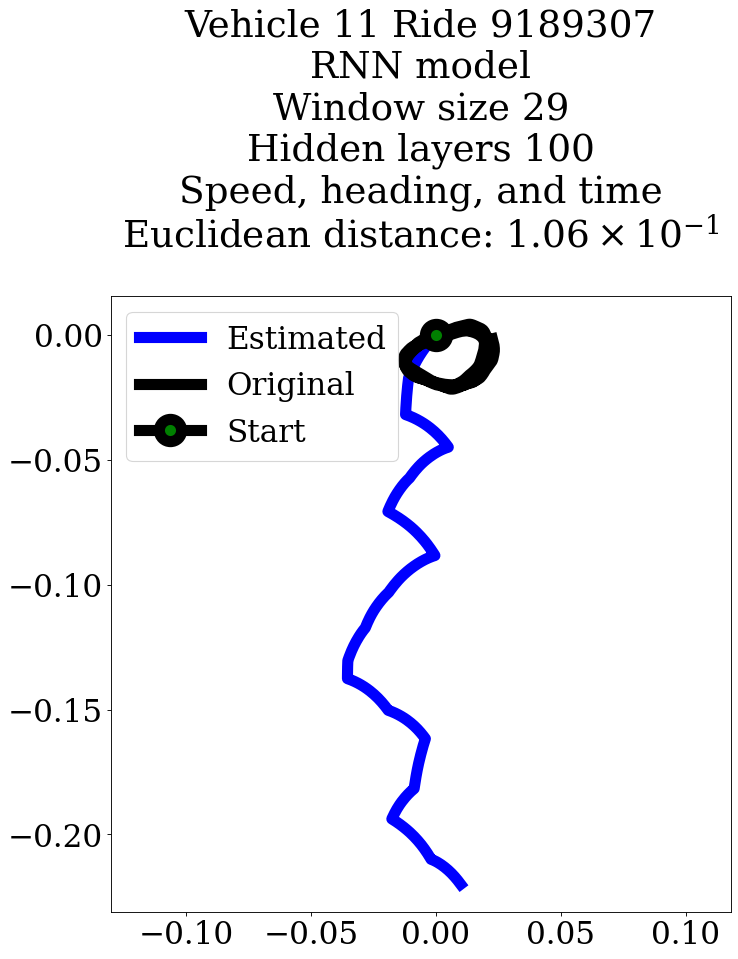 Vehicle 11 Ride 9189307
RNN model
Window size 29
Hidden layers 100
Speed, heading, and time
Euclidean distance: 1.06 × 10⁻¹
Estimated
Original
Start
0.00
−0.05
−0.10
−0.15
−0.20
−0.10 −0.05 0.00 0.05 0.10